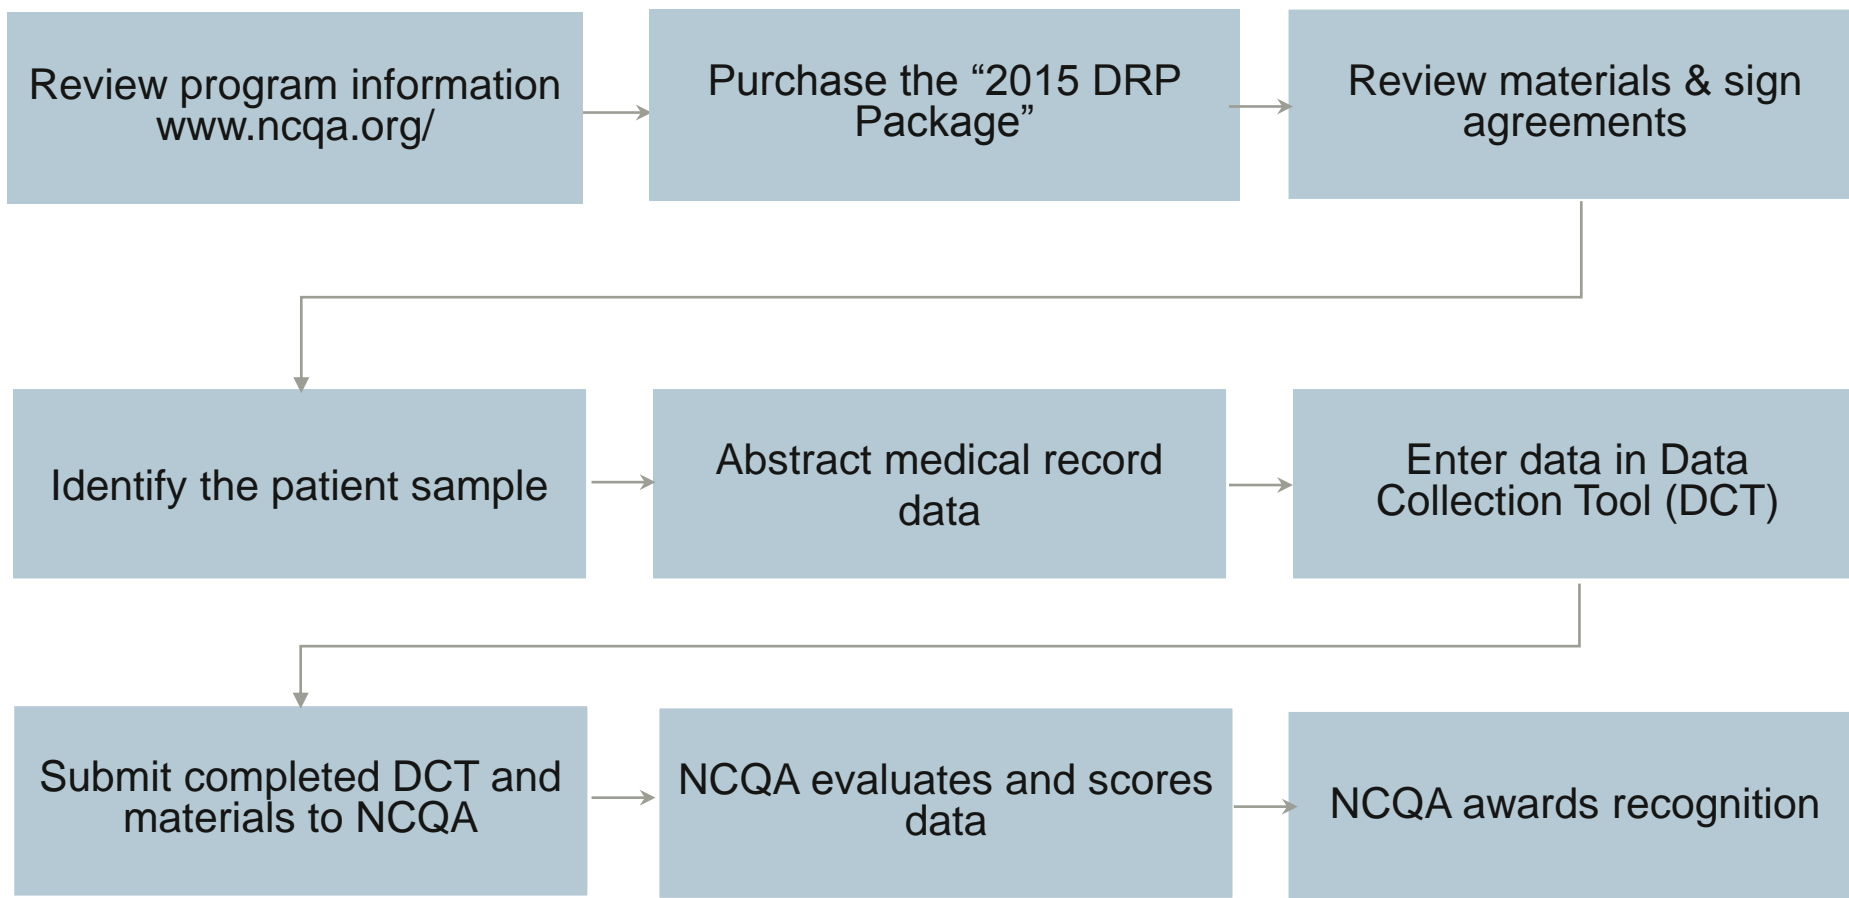 Review program information
www.ncqa.org/
Purchase the “2015 DRP
Package”
Review materials & sign
agreements
Identify the patient sample
Abstract medical record
data
Enter data in Data
Collection Tool (DCT)
Submit completed DCT and
materials to NCQA
NCQA evaluates and scores
data
NCQA awards recognition